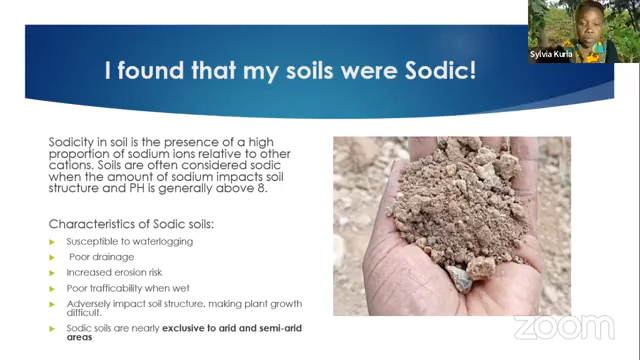 I found that my soils were Sodic!
Sylvia Kuria
Sodicity in soil is the presence of a high
proportion of sodium ions relative to other
cations. Soils are often considered sodic
when the amount of sodium impacts soil
structure and PH is generally above 8.
Characteristics of Sodic soils:
Susceptible to waterlogging
Poor drainage
Increased erosion risk
Poor trafficability when wet
Adversely impact soil structure, making plant growth
difficult.
Sodic soils are nearly exclusive to arid and semi-arid
areas
zoom